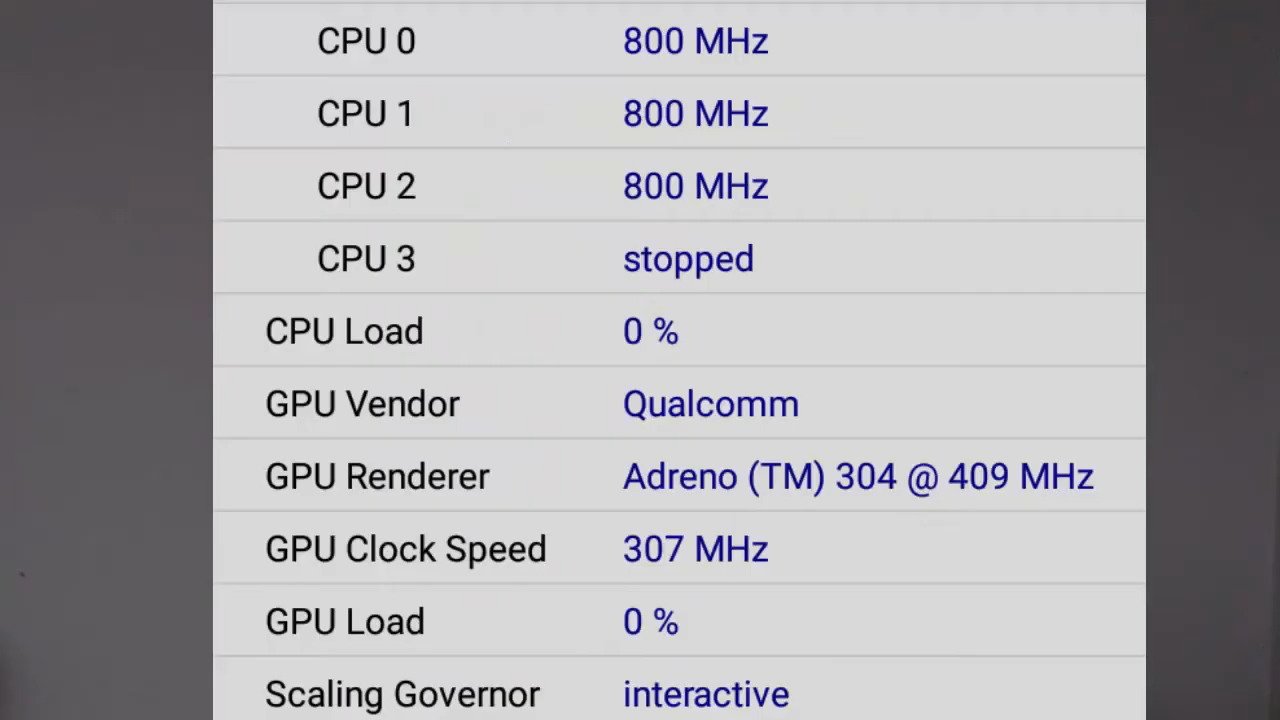 CPU 0 800 MHz
CPU 1 800 MHz
CPU 2 800 MHz
CPU 3 stopped
CPU Load 0 %
GPU Vendor Qualcomm
GPU Renderer Adreno (TM) 304 @ 409 MHz
GPU Clock Speed 307 MHz
GPU Load 0 %
Scaling Governor interactive